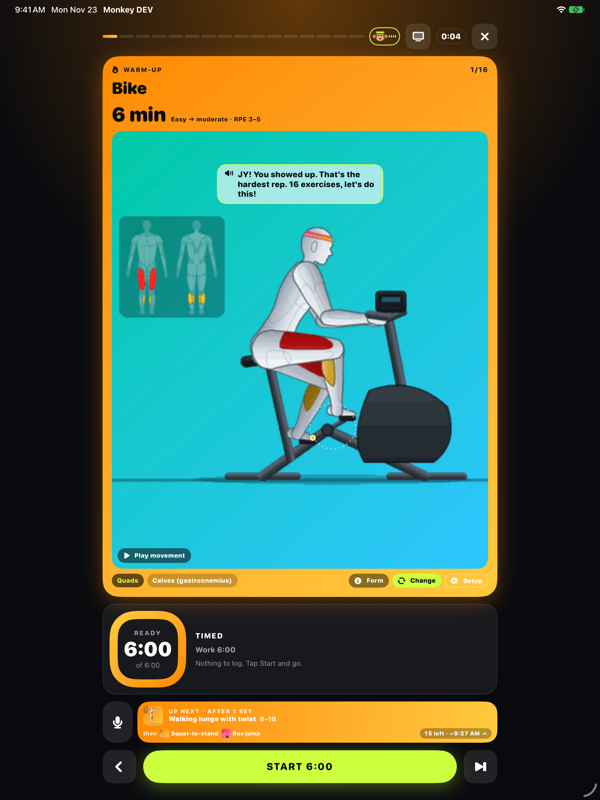 9:41 AM Mon Nov 23 Monkey DEV
0:04
WARM-UP 1/16
Bike
6 min Easy → moderate · RPE 3–5
JY! You showed up. That's the
hardest rep. 16 exercises, let's do
this!
Play movement
Quads Calves (gastrocnemius) Form Change Setup
READY
6:00
of 6:00
TIMED
Work 6:00
Nothing to log. Tap Start and go.
UP NEXT · AFTER 1 SET
Walking lunge with twist 8–10
then Squat-to-stand Box jump 15 left · ~9:37 AM
START 6:00